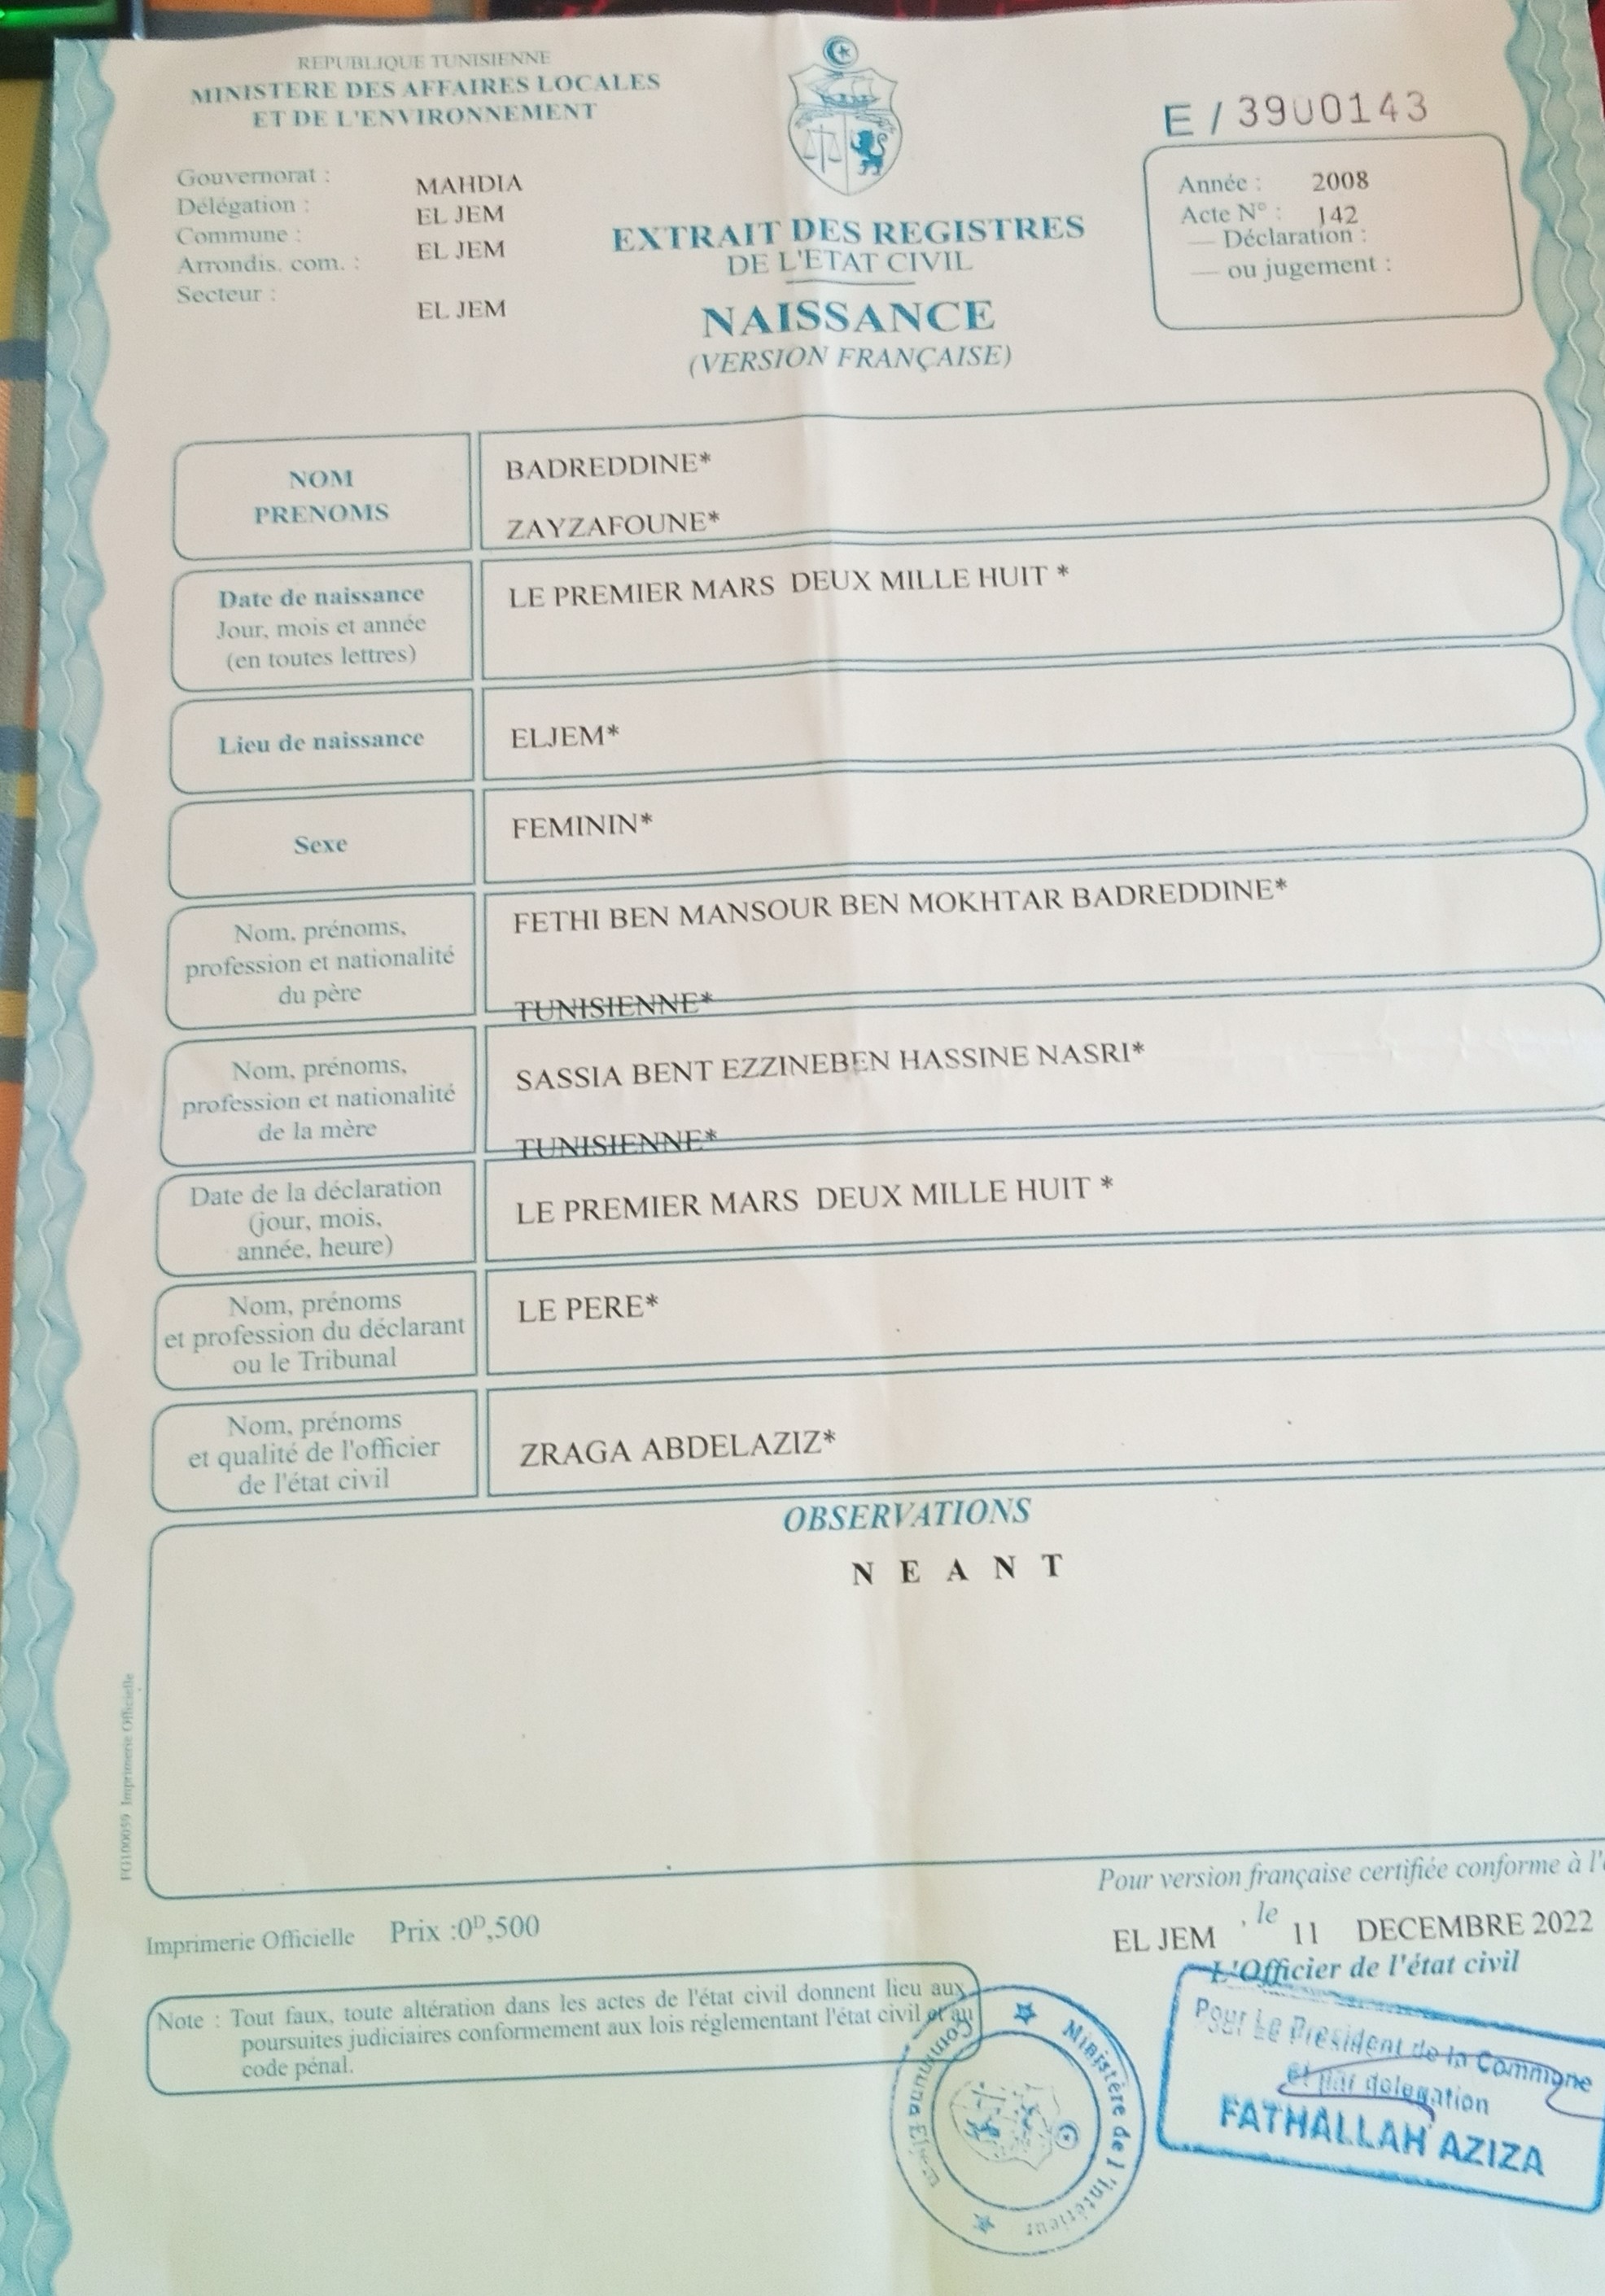 REPUBLIQUE TUNISIENNE
MINISTERE DES AFFAIRES LOCALES
ET DE L'ENVIRONNEMENT
E / 3900143
Gouvernorat : MAHDIA
Délégation : EL JEM
Commune : EL JEM
Arrondis. com. :
Secteur : EL JEM
EXTRAIT DES REGISTRES
DE L'ETAT CIVIL
NAISSANCE
(VERSION FRANÇAISE)
Année : 2008
Acte N° : 142
— Déclaration :
— ou jugement :
NOM
PRENOMS
BADREDDINE*
ZAYZAFOUNE*
Date de naissance
Jour, mois et année
(en toutes lettres)
LE PREMIER MARS DEUX MILLE HUIT *
Lieu de naissance
ELJEM*
Sexe
FEMININ*
Nom, prénoms,
profession et nationalité
du père
FETHI BEN MANSOUR BEN MOKHTAR BADREDDINE*
TUNISIENNE*
Nom, prénoms,
profession et nationalité
de la mère
SASSIA BENT EZZINEBEN HASSINE NASRI*
TUNISIENNE*
Date de la déclaration
(jour, mois,
année, heure)
LE PREMIER MARS DEUX MILLE HUIT *
Nom, prénoms
et profession du déclarant
ou le Tribunal
LE PERE*
Nom, prénoms
et qualité de l'officier
de l'état civil
ZRAGA ABDELAZIZ*
OBSERVATIONS
N E A N T
FG100059 Imprimerie Officielle
Pour version française certifiée conforme à l'
EL JEM , le 11 DECEMBRE 2022
L'Officier de l'état civil
Imprimerie Officielle Prix :0D,500
Note : Tout faux, toute altération dans les actes de l'état civil donnent lieu aux
poursuites judiciaires conformement aux lois réglementant l'état civil et au
code pénal.
Ministère de l'intérieur
Commune
Pour Le President de la Commune
et par delegation
FATHALLAH AZIZA